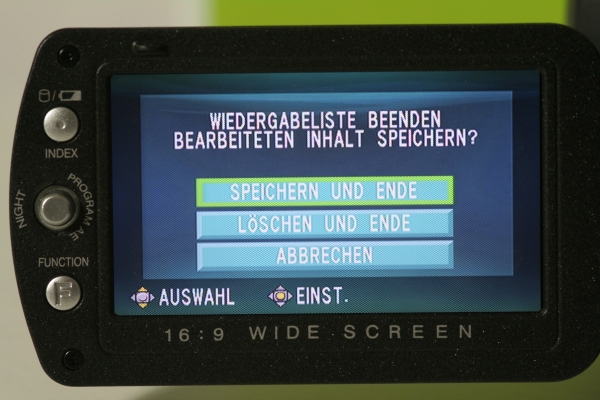 WIEDERGABELISTE BEENDEN
BEARBEITETEN INHALT SPEICHERN?
SPEICHERN UND ENDE
LÖSCHEN UND ENDE
ABBRECHEN
AUSWAHL EINST.
INDEX
NIGHT PROGRAM AE
FUNCTION
F
16:9 WIDE SCREEN